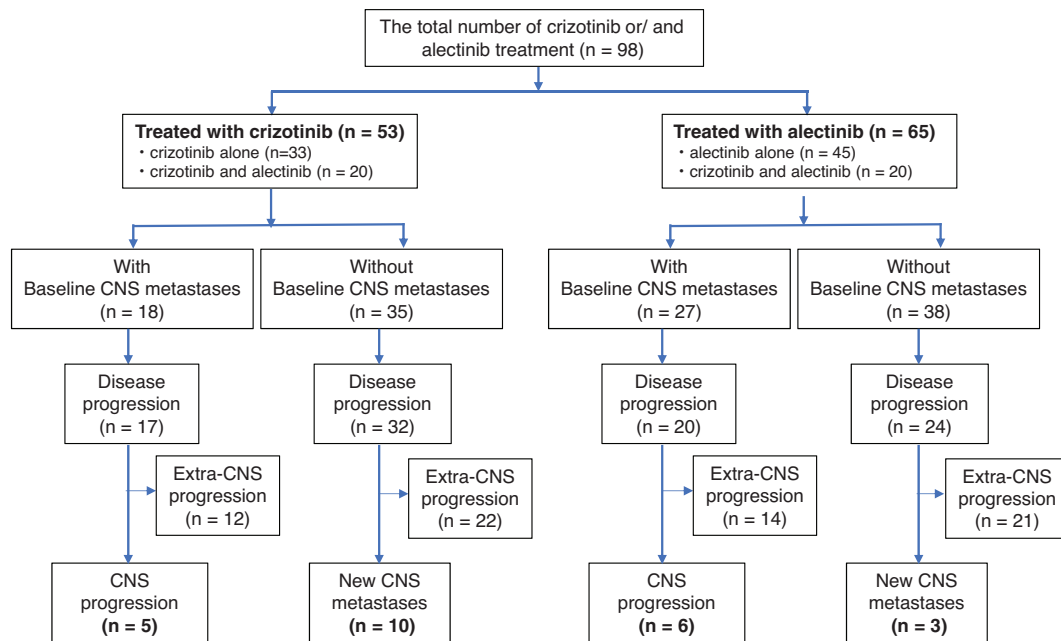 The total number of crizotinib or/ and
alectinib treatment (n = 98)
Treated with crizotinib (n = 53)
・crizotinib alone (n=33)
・crizotinib and alectinib (n = 20)
Treated with alectinib (n = 65)
・alectinib alone (n = 45)
・crizotinib and alectinib (n = 20)
With
Baseline CNS metastases
(n = 18)
Without
Baseline CNS metastases
(n = 35)
With
Baseline CNS metastases
(n = 27)
Without
Baseline CNS metastases
(n = 38)
Disease
progression
(n = 17)
Disease
progression
(n = 32)
Disease
progression
(n = 20)
Disease
progression
(n = 24)
Extra-CNS
progression
(n = 12)
Extra-CNS
progression
(n = 22)
Extra-CNS
progression
(n = 14)
Extra-CNS
progression
(n = 21)
CNS
progression
(n = 5)
New CNS
metastases
(n = 10)
CNS
progression
(n = 6)
New CNS
metastases
(n = 3)